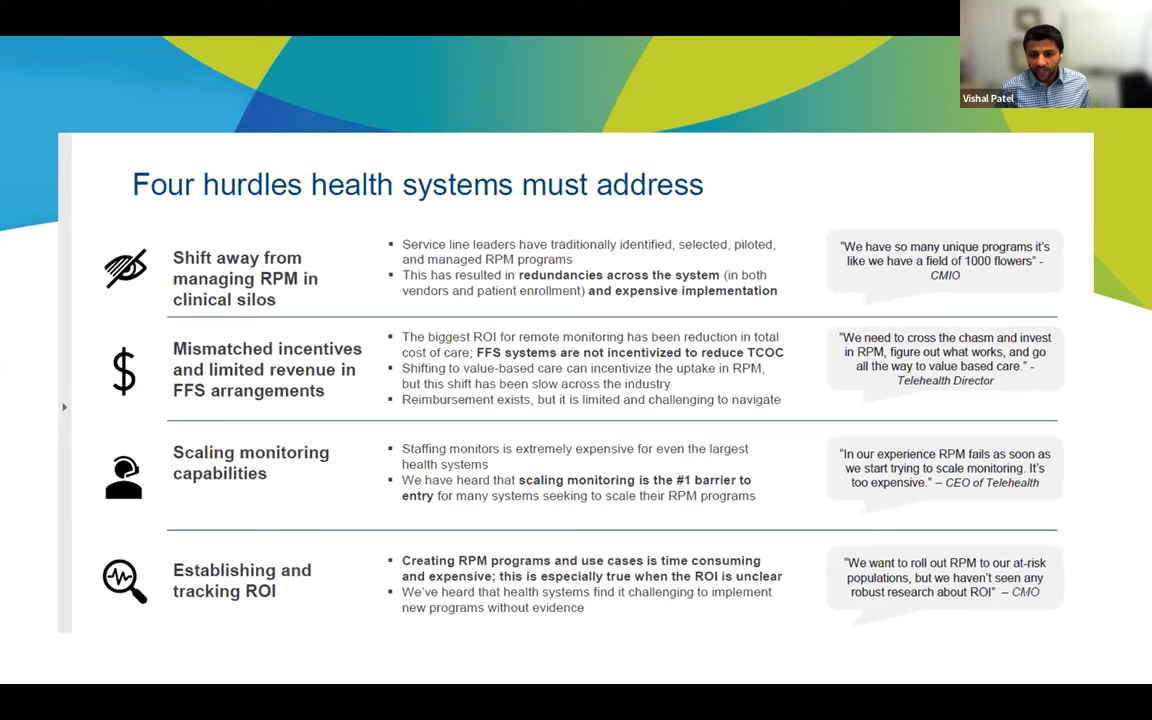 Vishal Patel
Four hurdles health systems must address
Shift away from
managing RPM in
clinical silos
▪ Service line leaders have traditionally identified, selected, piloted,
and managed RPM programs
▪ This has resulted in redundancies across the system (in both
vendors and patient enrollment) and expensive implementation
“We have so many unique programs it’s
like we have a field of 1000 flowers” -
CMIO
$
Mismatched incentives
and limited revenue in
FFS arrangements
▪ The biggest ROI for remote monitoring has been reduction in total
cost of care; FFS systems are not incentivized to reduce TCOC
▪ Shifting to value-based care can incentivize the uptake in RPM,
but this shift has been slow across the industry
▪ Reimbursement exists, but it is limited and challenging to navigate
“We need to cross the chasm and invest
in RPM, figure out what works, and go
all the way to value based care.” -
Telehealth Director
Scaling monitoring
capabilities
▪ Staffing monitors is extremely expensive for even the largest
health systems
▪ We have heard that scaling monitoring is the #1 barrier to
entry for many systems seeking to scale their RPM programs
“In our experience RPM fails as soon as
we start trying to scale monitoring. It’s
too expensive.” – CEO of Telehealth
Establishing and
tracking ROI
▪ Creating RPM programs and use cases is time consuming
and expensive; this is especially true when the ROI is unclear
▪ We’ve heard that health systems find it challenging to implement
new programs without evidence
“We want to roll out RPM to our at-risk
populations, but we haven’t seen any
robust research about ROI” – CMO